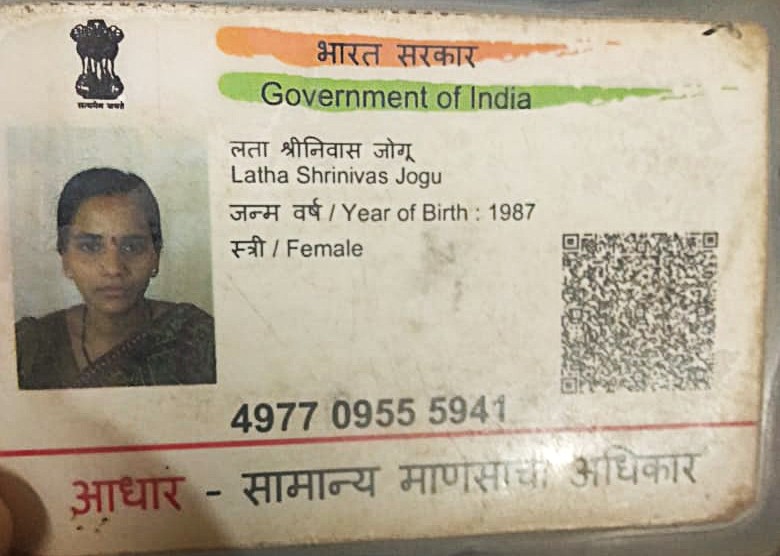 भारत सरकार
Government of India
सत्यमेव जयते
लता श्रीनिवास जोगू
Latha Shrinivas Jogu
जन्म वर्ष / Year of Birth : 1987
स्त्री / Female
4977 0955 5941
आधार - सामान्य माणसाचा अधिकार